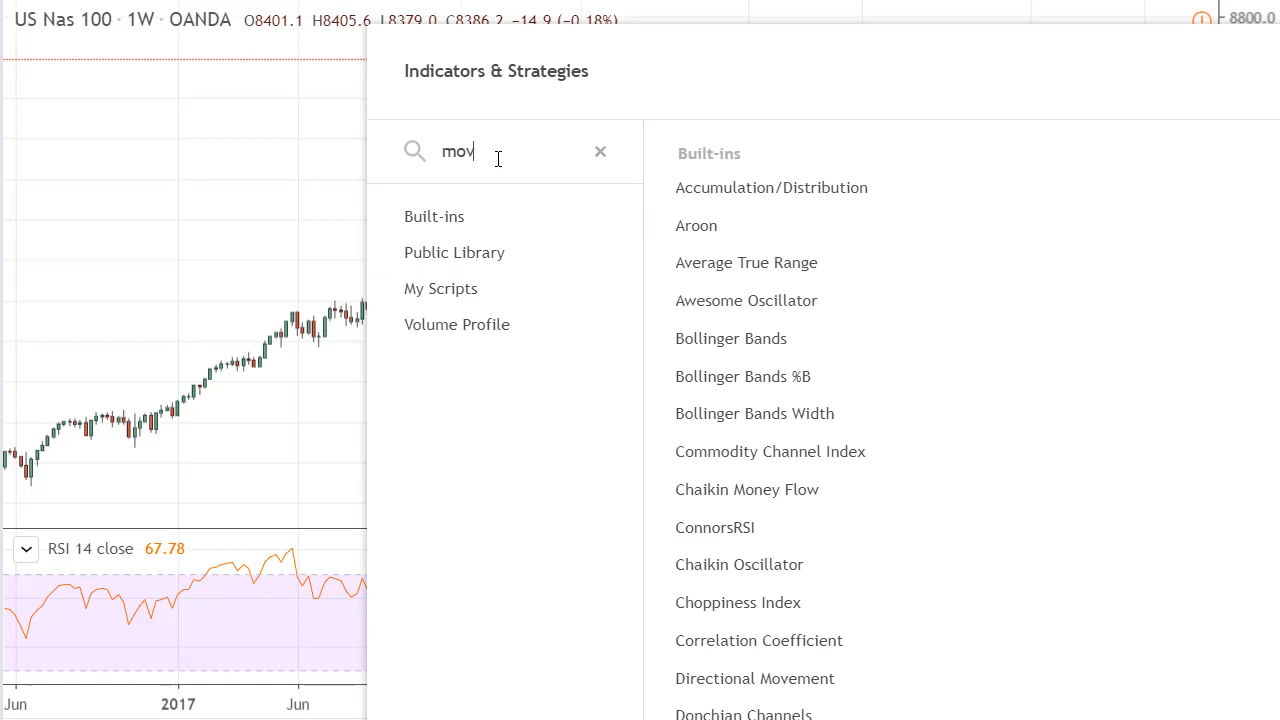 US Nas 100 · 1W · OANDA O8401.1 H8405.6 L8379.0 C8386.2 −14.9 (−0.18%)
8800.0
Indicators & Strategies
mov
Built-ins
Public Library
My Scripts
Volume Profile
Built-ins
Accumulation/Distribution
Aroon
Average True Range
Awesome Oscillator
Bollinger Bands
Bollinger Bands %B
Bollinger Bands Width
Commodity Channel Index
Chaikin Money Flow
ConnorsRSI
Chaikin Oscillator
Choppiness Index
Correlation Coefficient
Directional Movement
Donchian Channels
RSI 14 close 67.78
Jun 2017 Jun